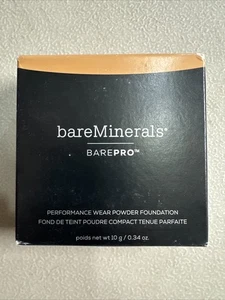 bareMinerals®
BAREPRO™
PERFORMANCE WEAR POWDER FOUNDATION
FOND DE TEINT POUDRE COMPACT TENUE PARFAITE
poids net wt 10 g / 0.34 oz.